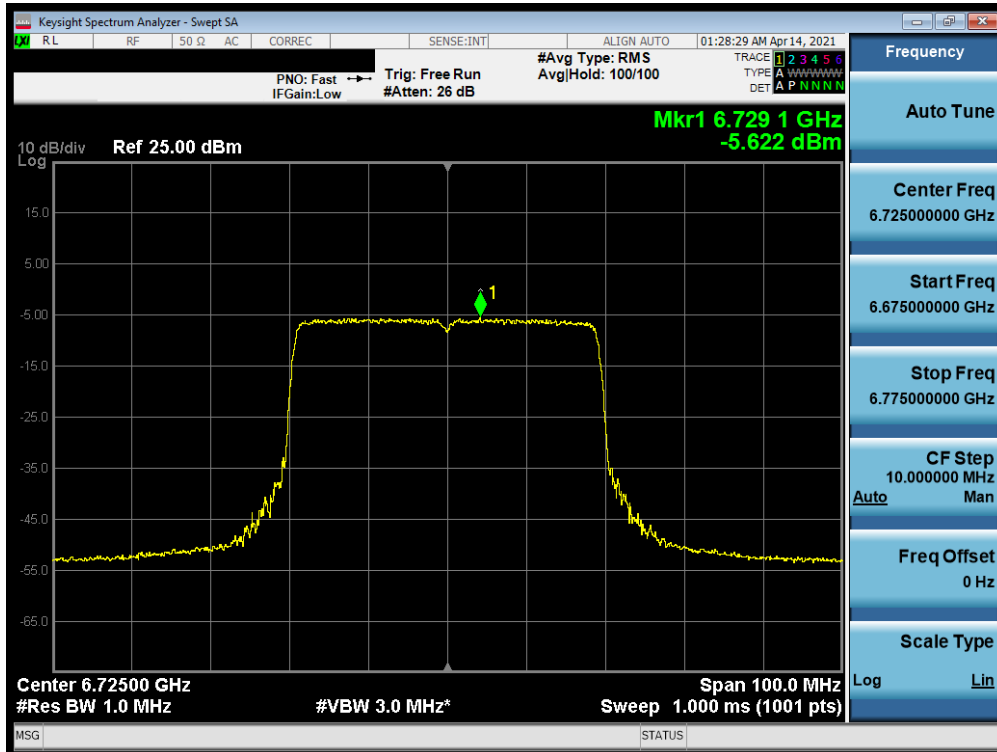 Keysight Spectrum Analyzer - Swept SA
LXI RL RF 50 Ω AC CORREC SENSE:INT ALIGN AUTO 01:28:29 AM Apr 14, 2021
Frequency
PNO: Fast Trig: Free Run #Avg Type: RMS TRACE 1 2 3 4 5 6
IFGain:Low #Atten: 26 dB Avg|Hold: 100/100 TYPE A WWWWW
DET A P N N N N
Auto Tune
Mkr1 6.729 1 GHz
-5.622 dBm
10 dB/div Ref 25.00 dBm
Log
15.0
5.00
-5.00
-15.0
-25.0
-35.0
-45.0
-55.0
-65.0
1
Center Freq
6.725000000 GHz
Start Freq
6.675000000 GHz
Stop Freq
6.775000000 GHz
CF Step
10.000000 MHz
Auto Man
Freq Offset
0 Hz
Scale Type
Log Lin
Center 6.72500 GHz Span 100.0 MHz
#Res BW 1.0 MHz #VBW 3.0 MHz* Sweep 1.000 ms (1001 pts)
MSG STATUS